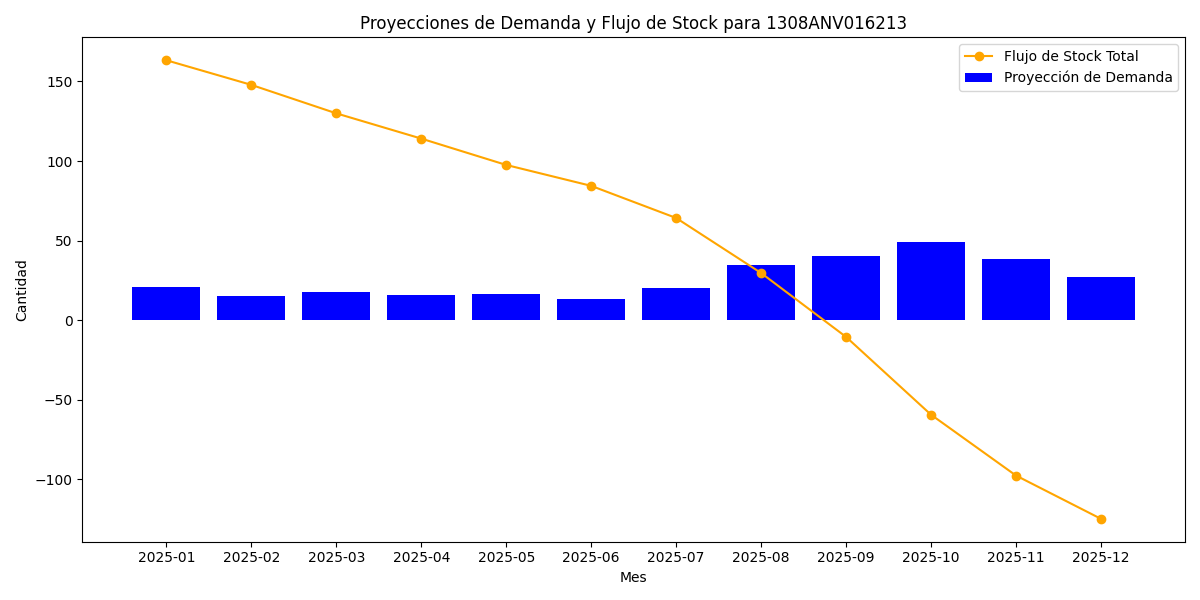 Proyecciones de Demanda y Flujo de Stock para 1308ANV016213
Flujo de Stock Total
Proyección de Demanda
Cantidad
150
100
50
0
−50
−100
2025-01 2025-02 2025-03 2025-04 2025-05 2025-06 2025-07 2025-08 2025-09 2025-10 2025-11 2025-12
Mes